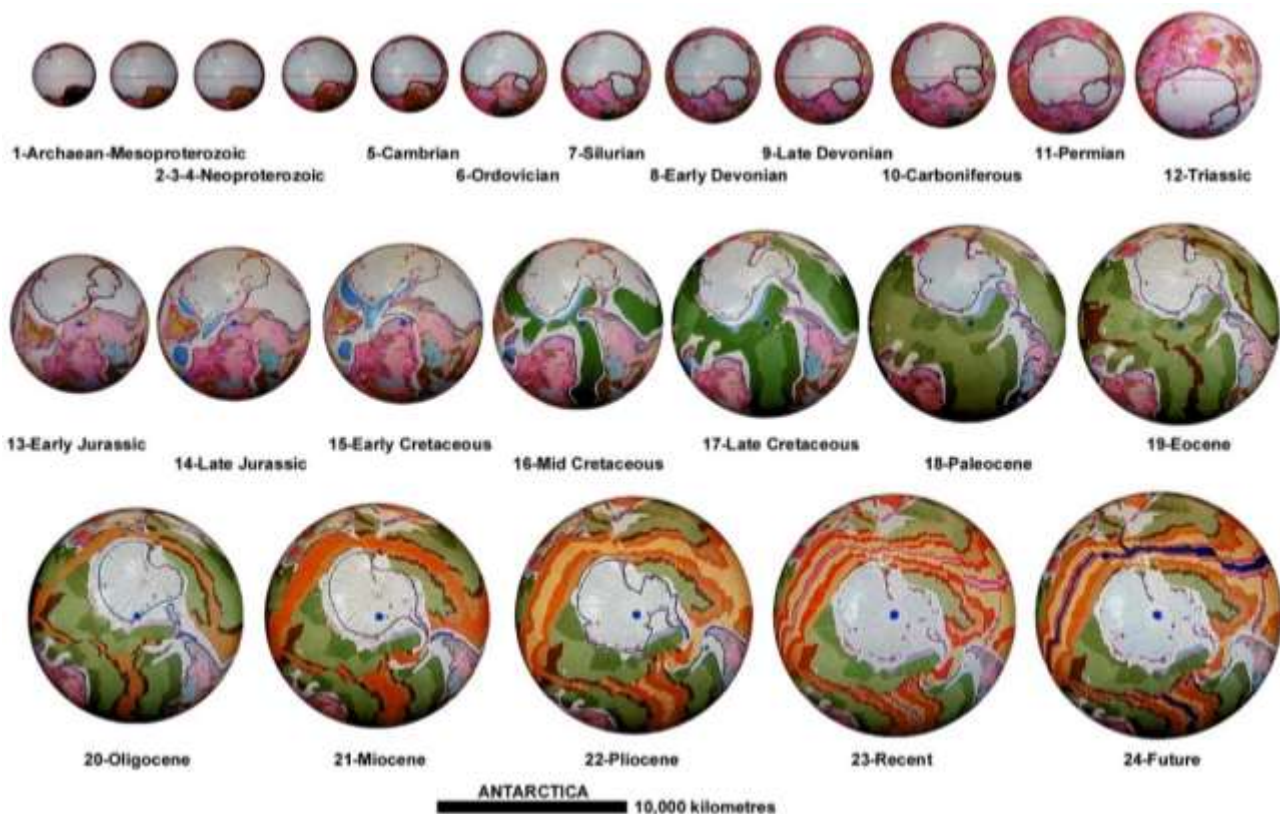 1-Archaean-Mesoproterozoic
5-Cambrian
7-Silurian
9-Late Devonian
11-Permian
2-3-4-Neoproterozoic
6-Ordovician
8-Early Devonian
10-Carboniferous
12-Triassic
13-Early Jurassic
15-Early Cretaceous
17-Late Cretaceous
19-Eocene
14-Late Jurassic
16-Mid Cretaceous
18-Paleocene
20-Oligocene
21-Miocene
22-Pliocene
23-Recent
24-Future
ANTARCTICA
10,000 kilometres